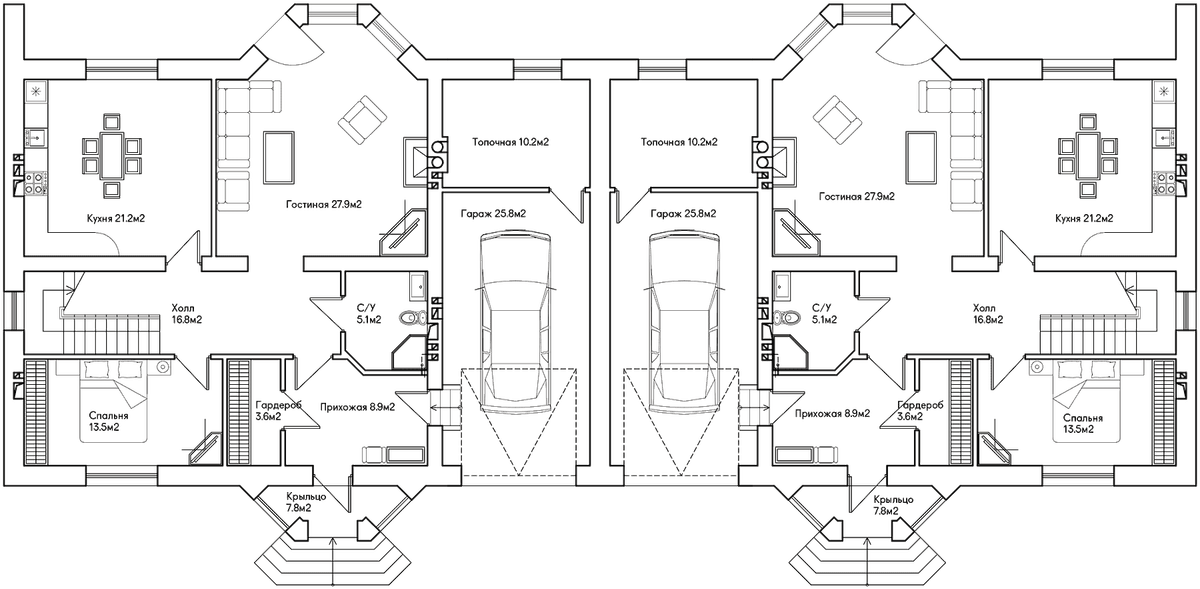 Топочная 10.2м2
Топочная 10.2м2
Гостиная 27.9м2
Гостиная 27.9м2
Кухня 21.2м2
Гараж 25.8м2
Гараж 25.8м2
Кухня 21.2м2
Холл
16.8м2
С/У
5.1м2
С/У
5.1м2
Холл
16.8м2
Спальня
13.5м2
Гардероб
3.6м2
Прихожая 8.9м2
Прихожая 8.9м2
Гардероб
3.6м2
Спальня
13.5м2
Крыльцо
7.8м2
Крыльцо
7.8м2